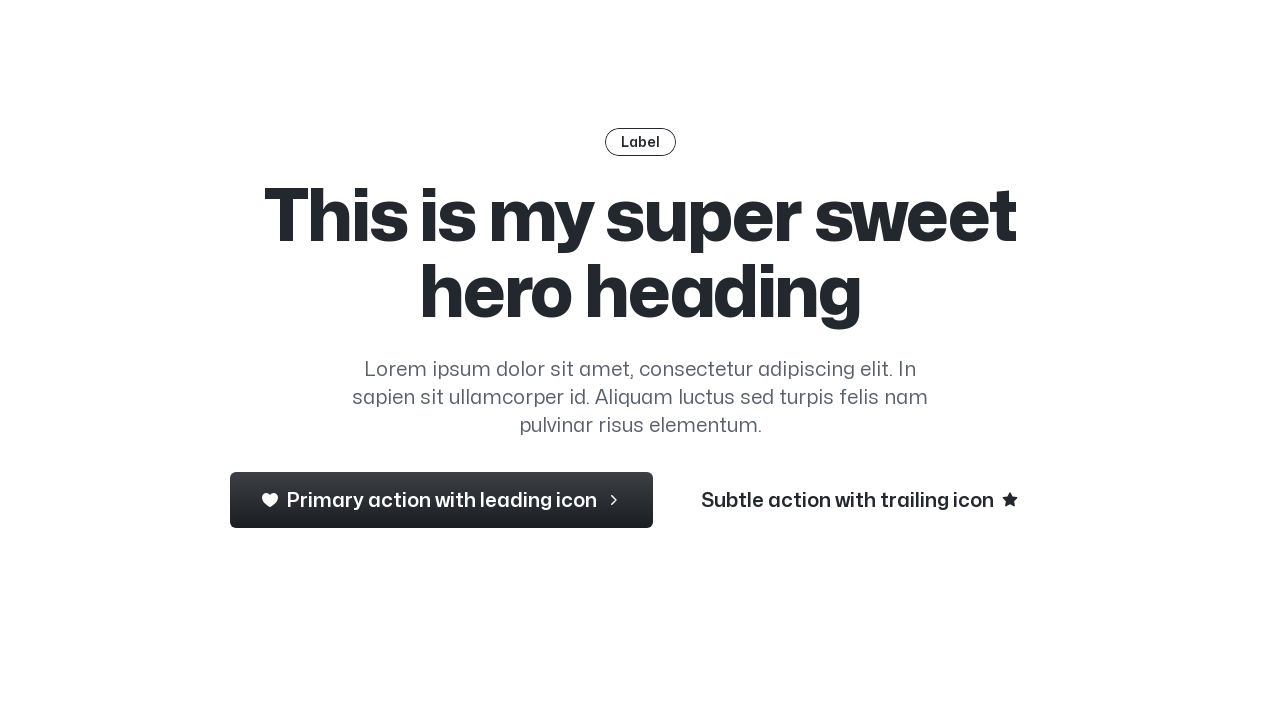 Label
This is my super sweet
hero heading
Lorem ipsum dolor sit amet, consectetur adipiscing elit. In
sapien sit ullamcorper id. Aliquam luctus sed turpis felis nam
pulvinar risus elementum.
Primary action with leading icon
Subtle action with trailing icon